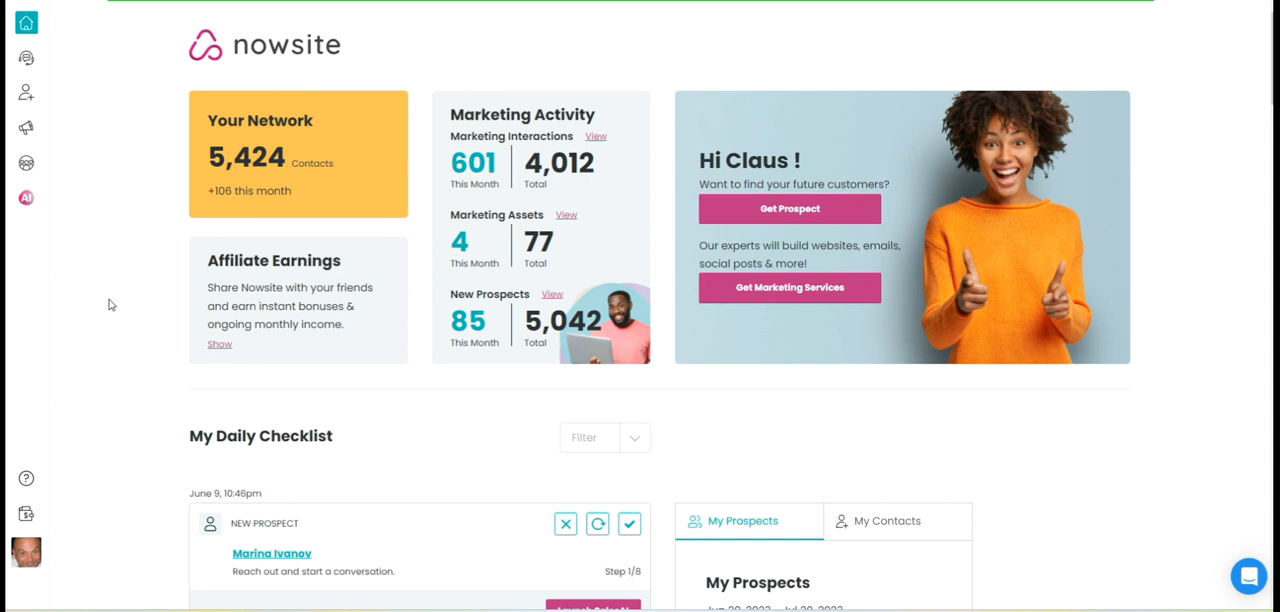 nowsite
Your Network
5,424 Contacts
+106 this month
Affiliate Earnings
Share Nowsite with your friends
and earn instant bonuses &
ongoing monthly income.
Show
Marketing Activity
Marketing Interactions View
601 4,012
This Month Total
Marketing Assets View
4 77
This Month Total
New Prospects View
85 5,042
This Month Total
Hi Claus !
Want to find your future customers?
Get Prospect
Our experts will build websites, emails,
social posts & more!
Get Marketing Services
AI
My Daily Checklist
Filter
June 9, 10:46pm
NEW PROSPECT
Marina Ivanov
Reach out and start a conversation.
Step 1/8
My Prospects
My Contacts
My Prospects